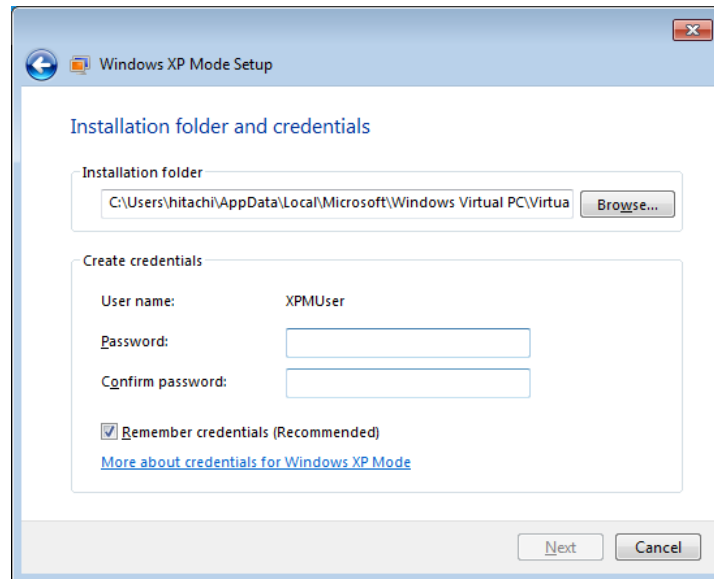 Windows XP Mode Setup
Installation folder and credentials
Installation folder
C:\Users\hitachi\AppData\Local\Microsoft\Windows Virtual PC\Virtua
Browse...
Create credentials
User name: XPMUser
Password:
Confirm password:
Remember credentials (Recommended)
More about credentials for Windows XP Mode
Next Cancel